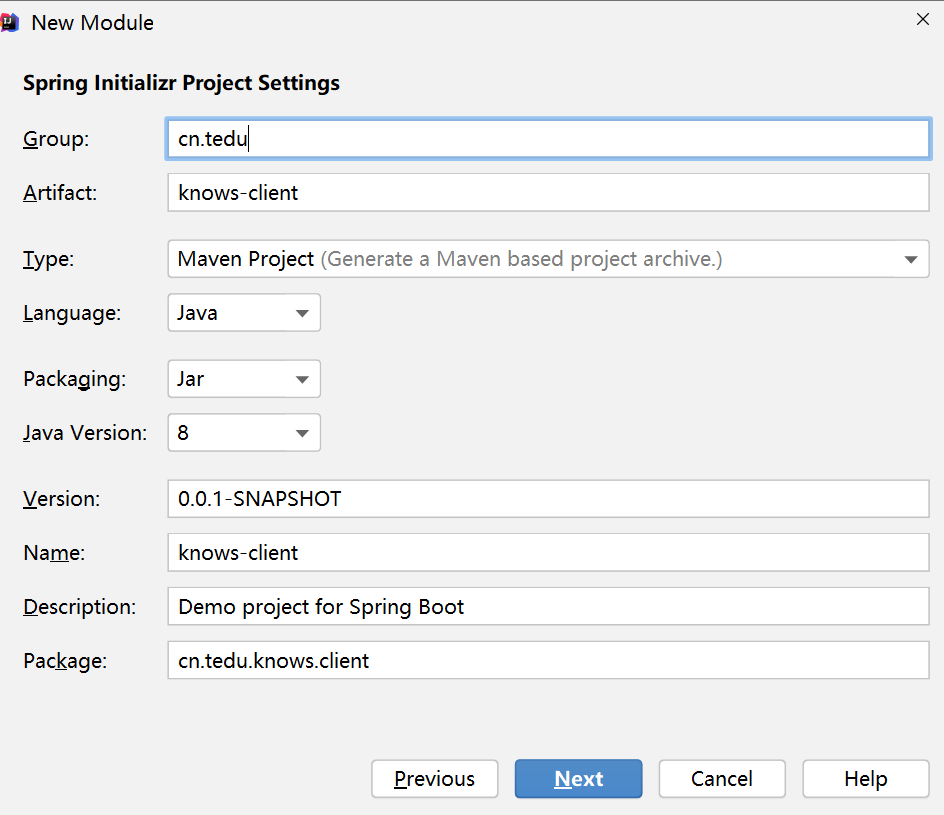 New Module
Spring Initializr Project Settings
Group: cn.tedu
Artifact: knows-client
Type: Maven Project (Generate a Maven based project archive.)
Language: Java
Packaging: Jar
Java Version: 8
Version: 0.0.1-SNAPSHOT
Name: knows-client
Description: Demo project for Spring Boot
Package: cn.tedu.knows.client
Previous Next Cancel Help